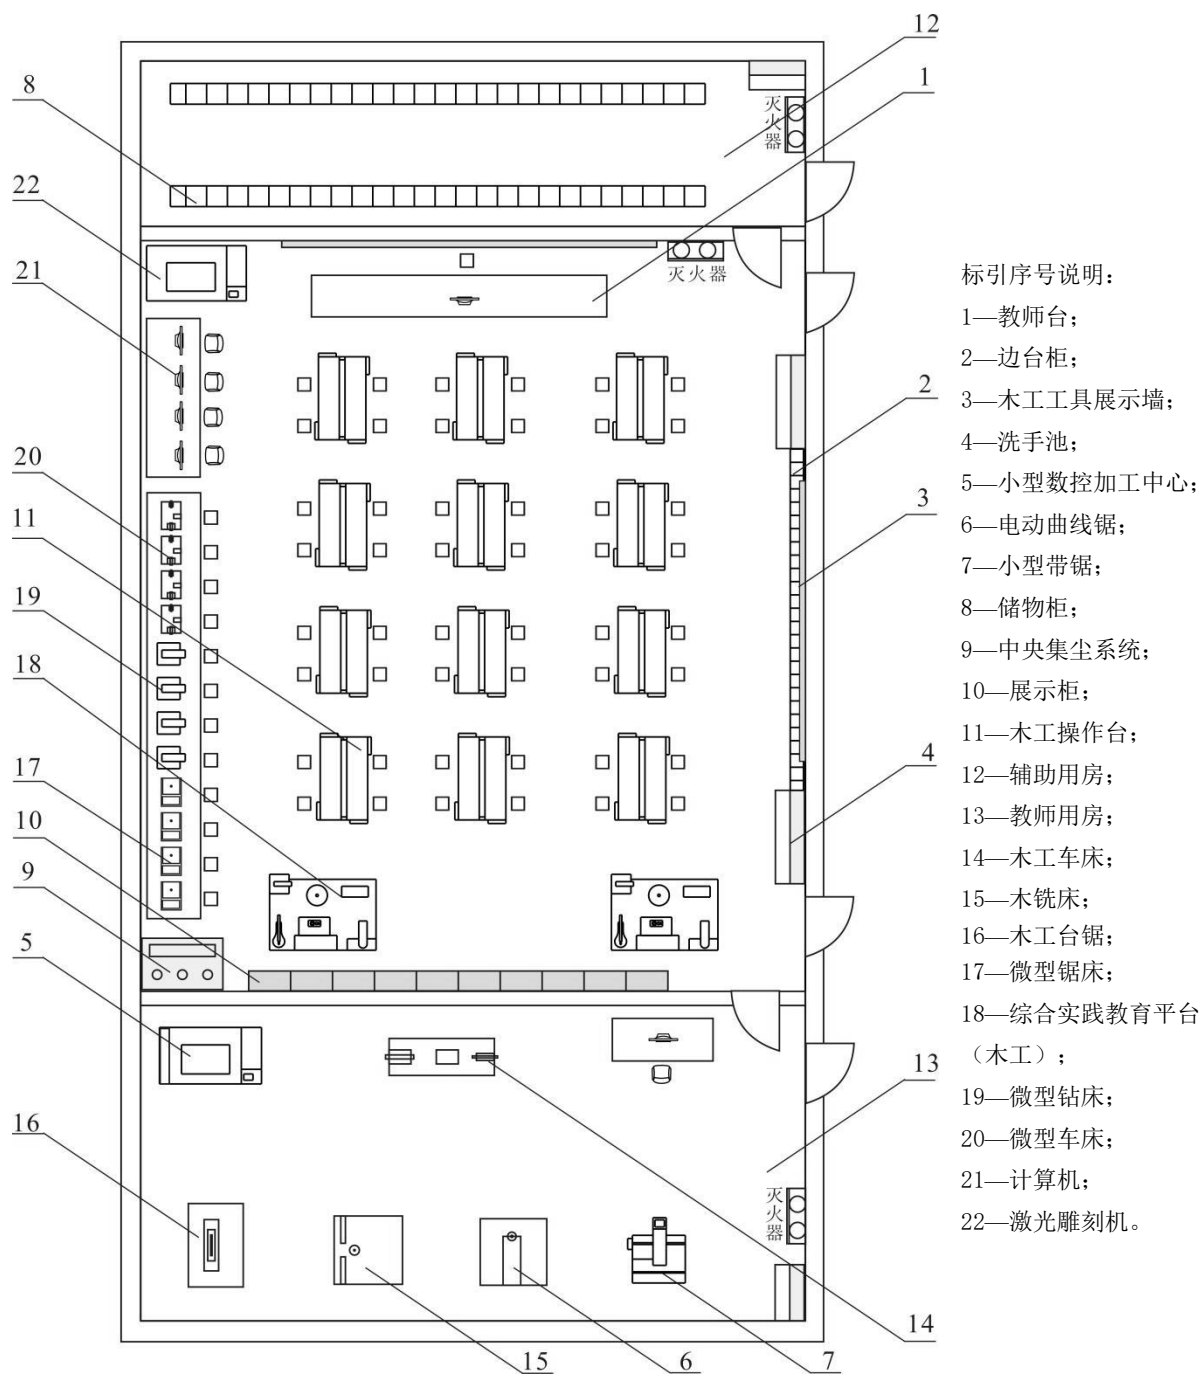 12
1
8
灭火器
22
灭火器
21
标引序号说明：
1—教师台；
2—边台柜；
2
3—木工工具展示墙；
4—洗手池；
20
5—小型数控加工中心；
3
11
6—电动曲线锯；
7—小型带锯；
19
8—储物柜；
9—中央集尘系统；
18
10—展示柜；
11—木工操作台；
17
4
12—辅助用房；
10
13—教师用房；
14—木工车床；
9
15—木铣床；
5
16—木工台锯；
17—微型锯床；
18—综合实践教育平台
（木工）；
13
19—微型钻床；
16
20—微型车床；
21—计算机；
灭火器
22—激光雕刻机。
14
15
6
7